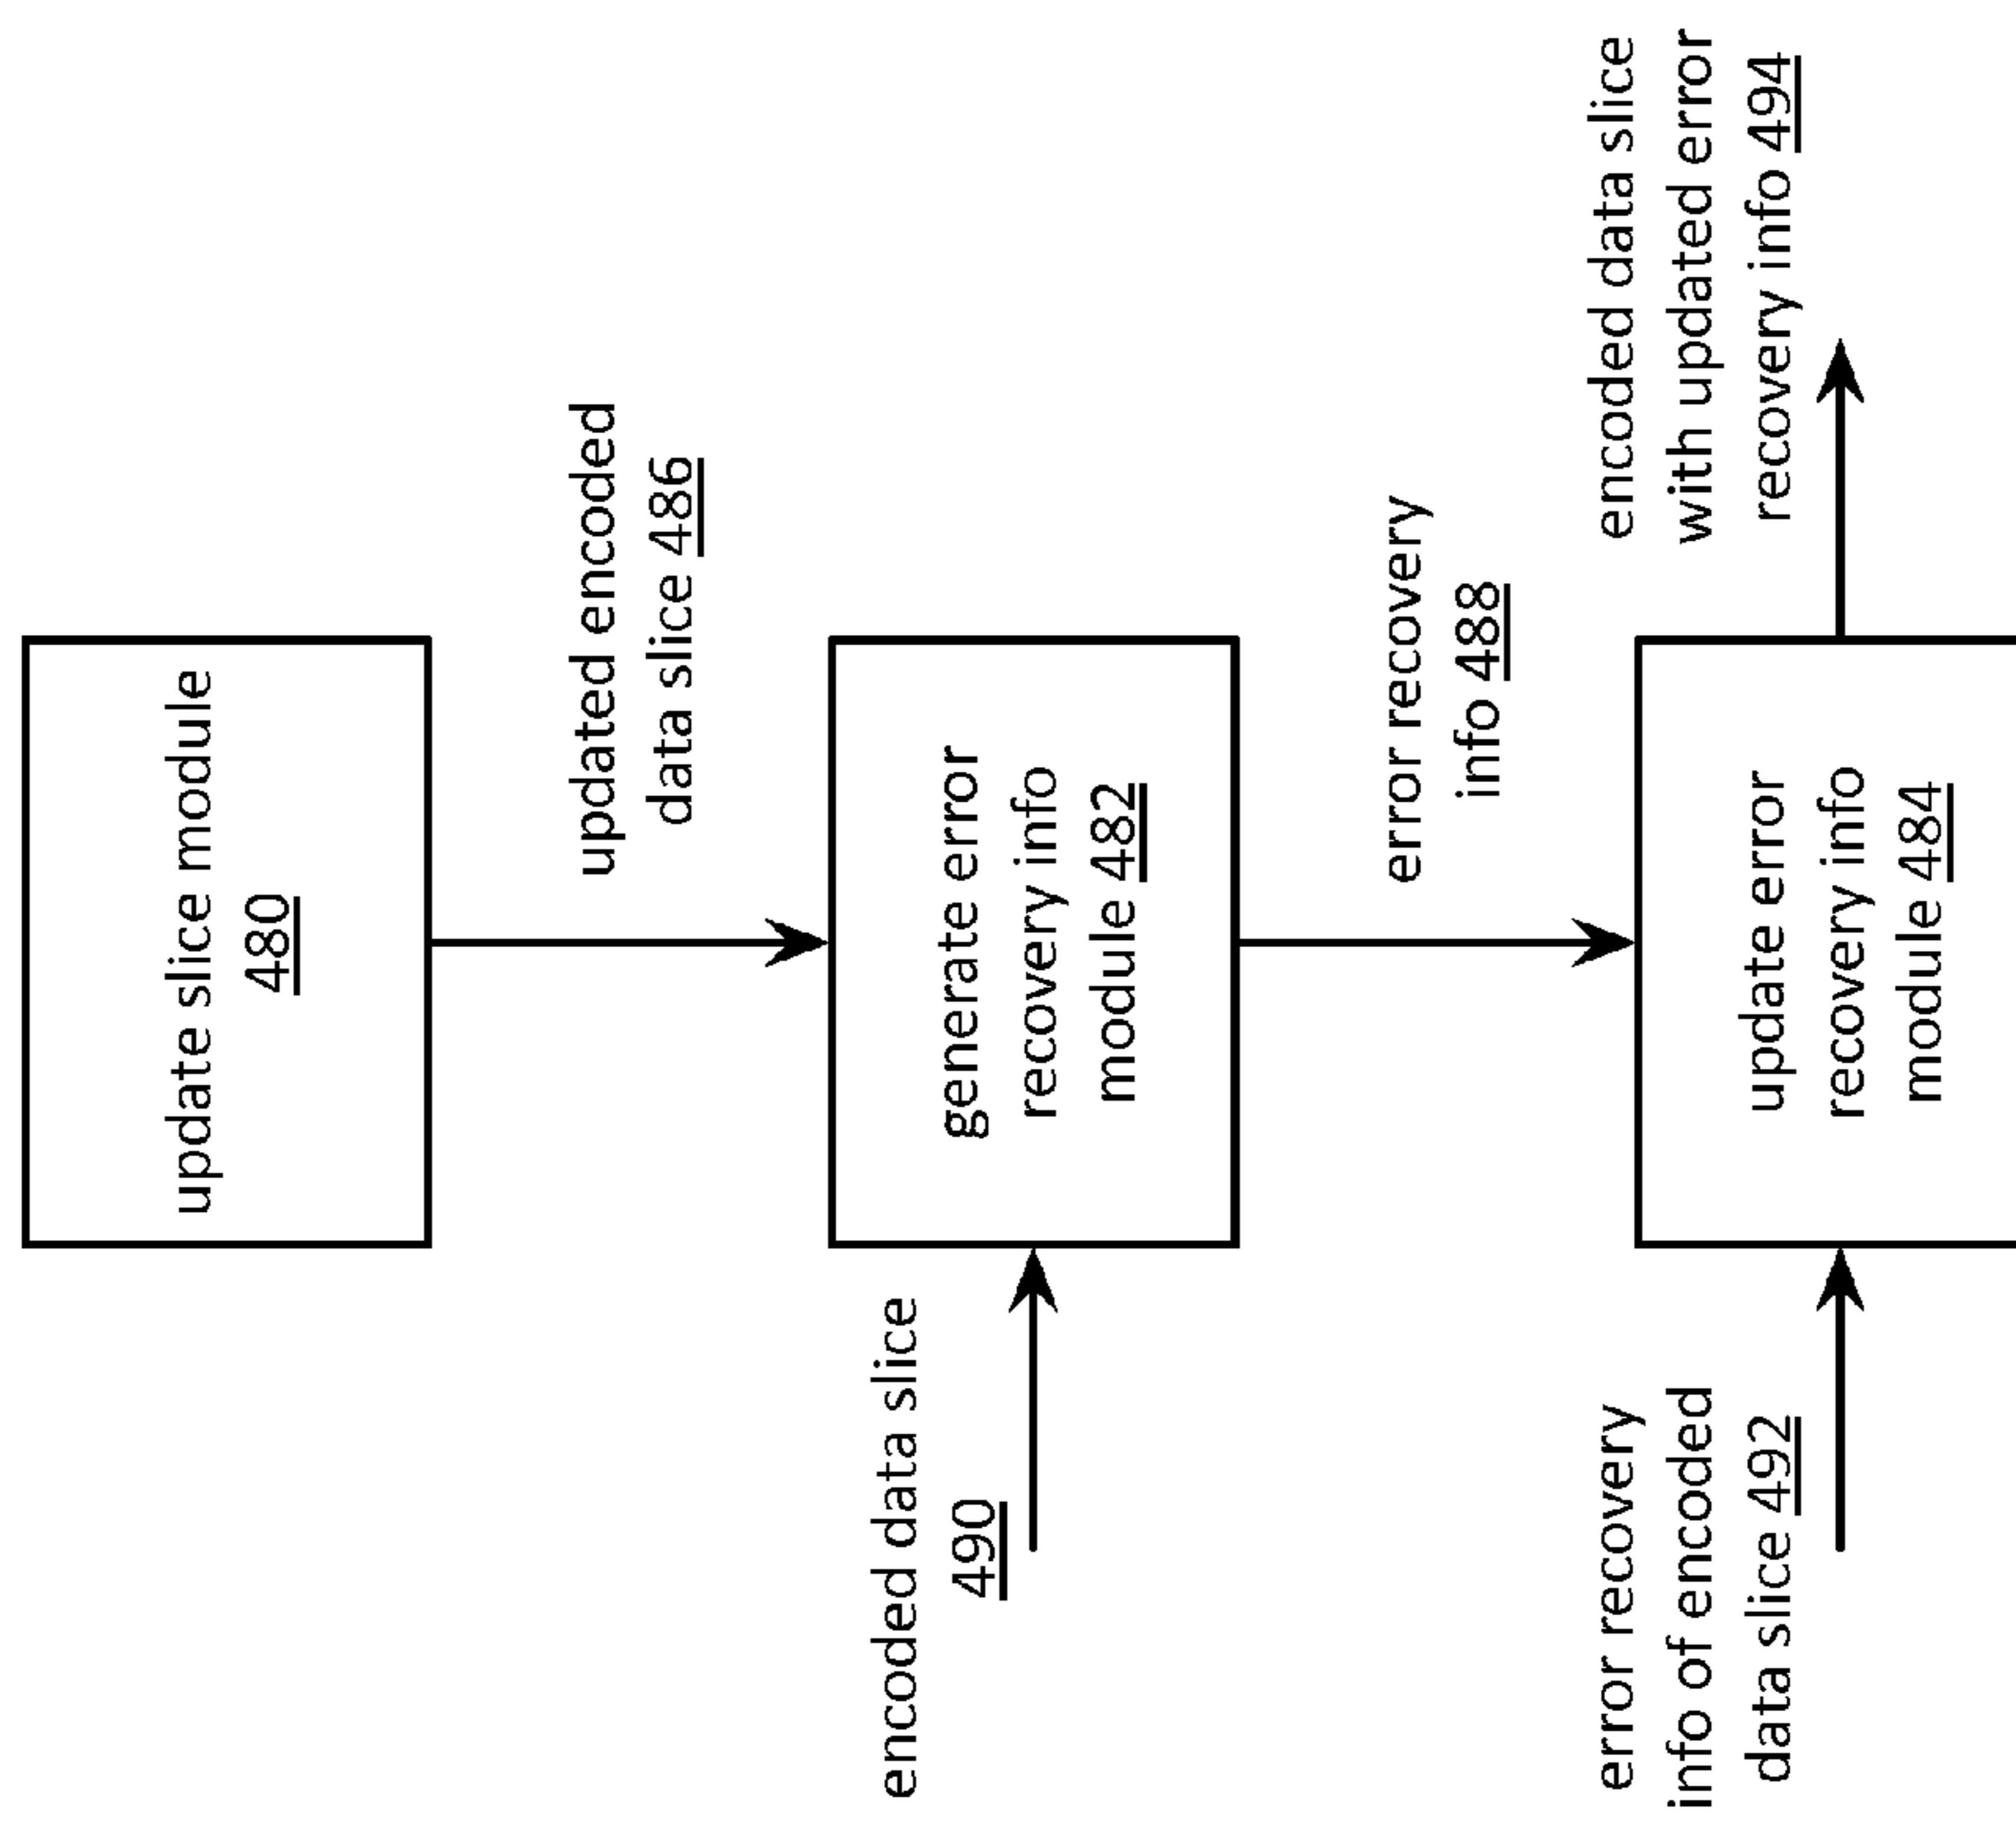 update slice module
480
updated encoded
data slice 486
encoded data slice
490
generate error
recovery info
module 482
error recovery
info 488
error recovery
info of encoded
data slice 492
update error
recovery info
module 484
encoded data slice
with updated error
recovery info 494